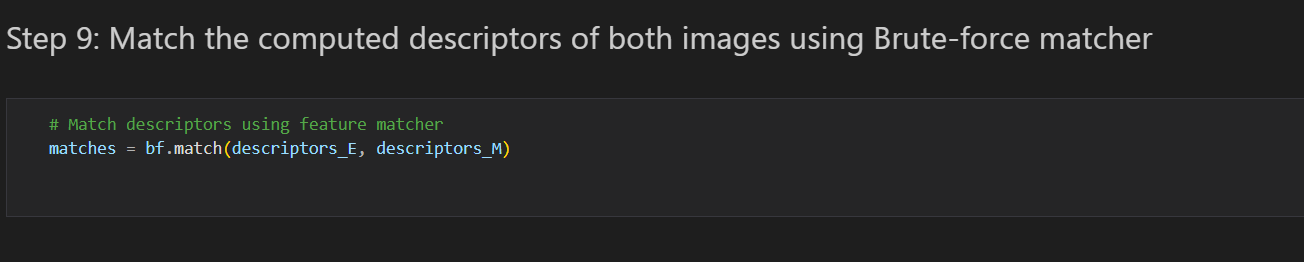 Step 9: Match the computed descriptors of both images using Brute-force matcher
# Match descriptors using feature matcher
matches = bf.match(descriptors_E, descriptors_M)